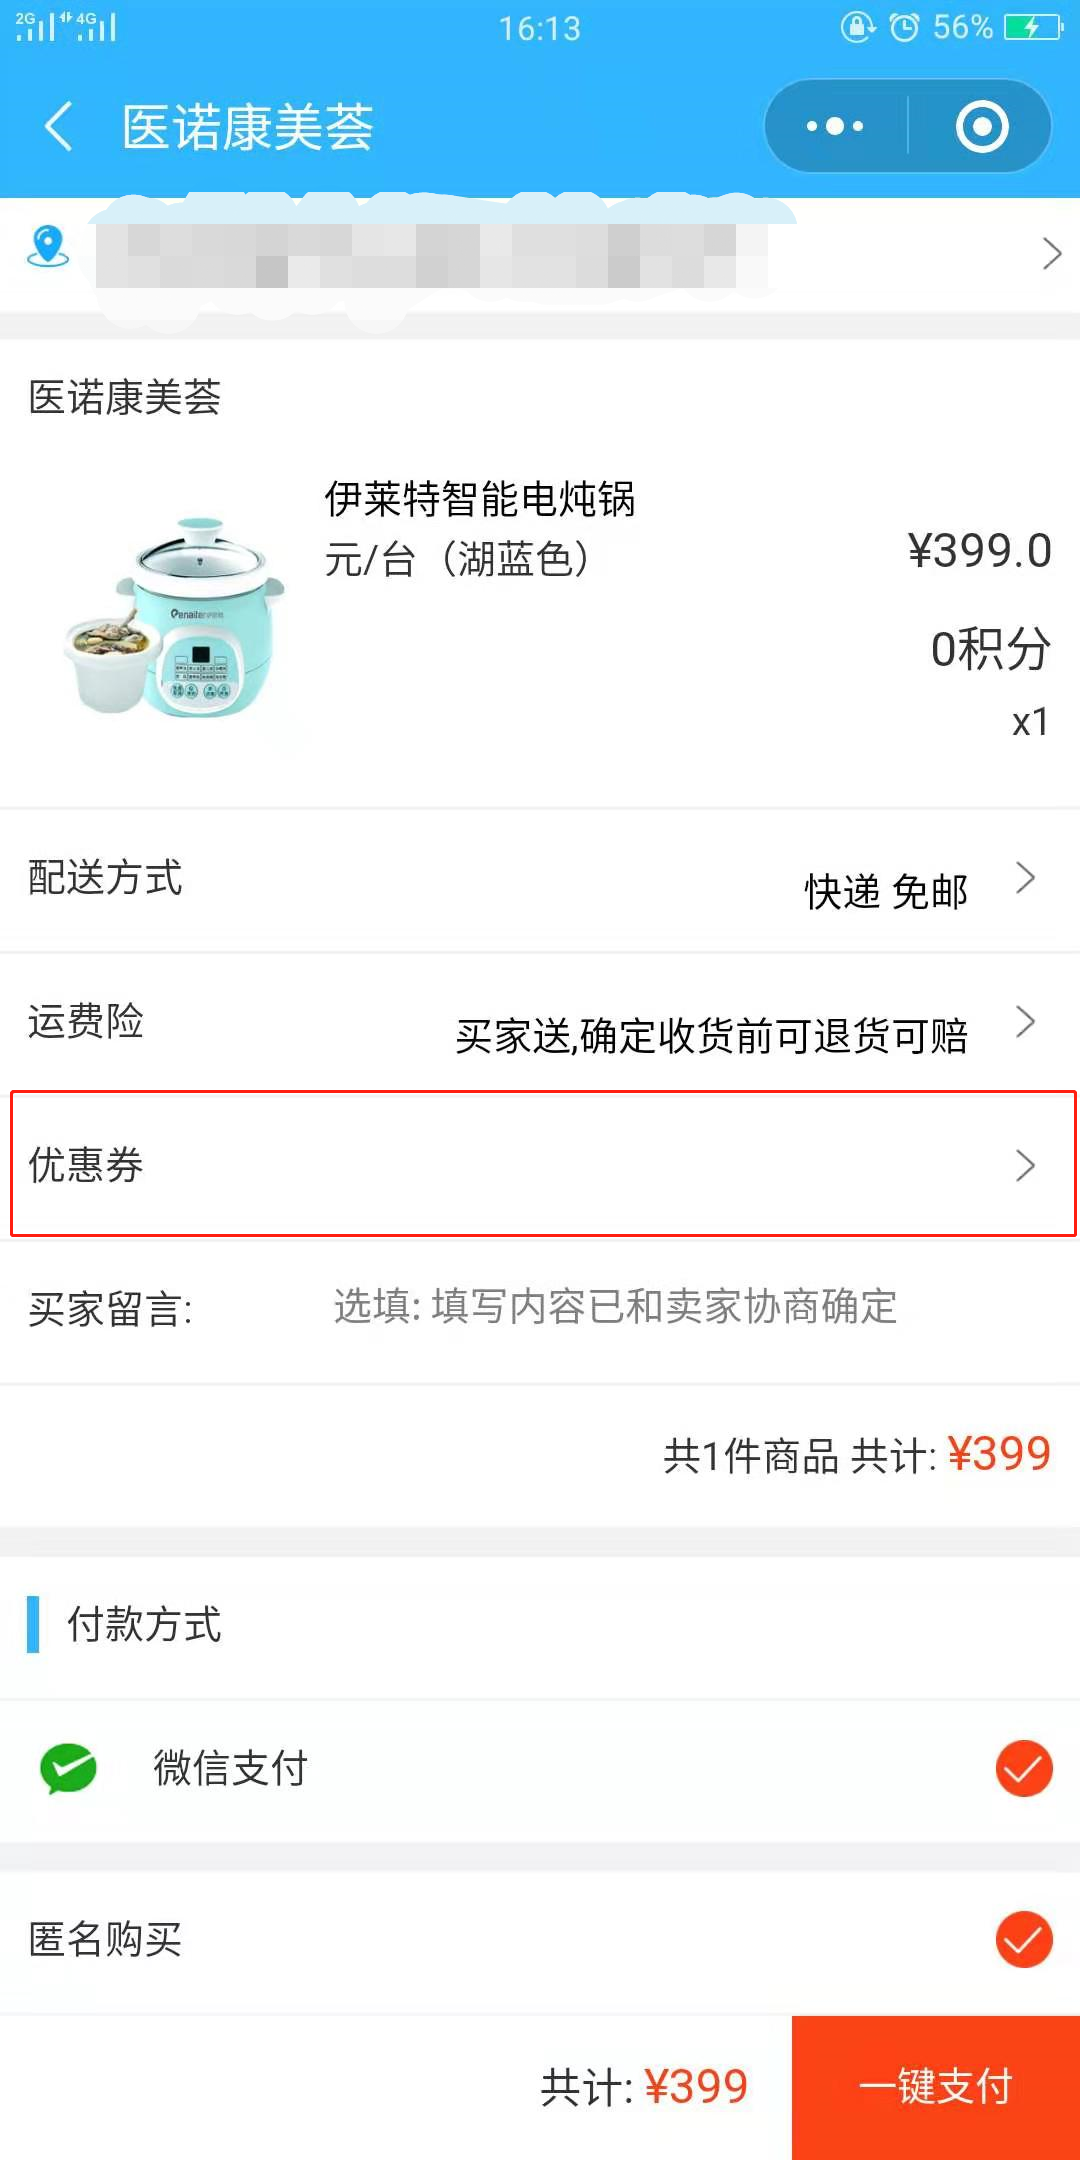 2G 4G 16:13 56%
医诺康美荟
医诺康美荟
伊莱特智能电炖锅
元/台（湖蓝色）
¥399.0
0积分
x1
Penaite
配送方式 快递 免邮
运费险 买家送,确定收货前可退货可赔
优惠券
买家留言: 选填: 填写内容已和卖家协商确定
共1件商品 共计: ¥399
付款方式
微信支付
匿名购买
共计: ¥399 一键支付